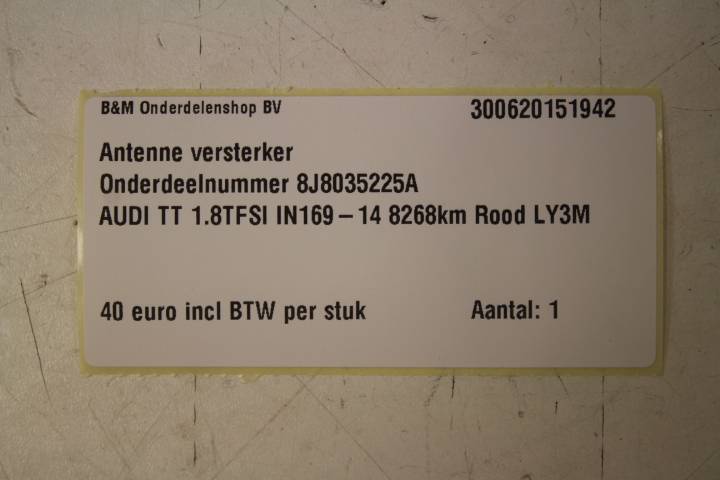 B&M Onderdelenshop BV 300620151942
Antenne versterker
Onderdeelnummer 8J8035225A
AUDI TT 1.8TFSI IN169 – 14 8268km Rood LY3M
40 euro incl BTW per stuk Aantal: 1